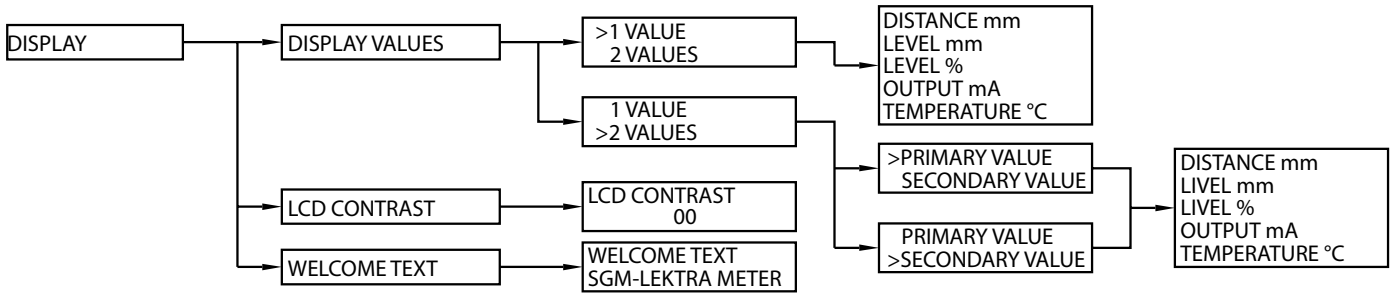 DISPLAY
DISPLAY VALUES
>1 VALUE
2 VALUES
DISTANCE mm
LEVEL mm
LEVEL %
OUTPUT mA
TEMPERATURE °C
1 VALUE
>2 VALUES
>PRIMARY VALUE
SECONDARY VALUE
PRIMARY VALUE
>SECONDARY VALUE
DISTANCE mm
LIVEL mm
LIVEL %
OUTPUT mA
TEMPERATURE °C
LCD CONTRAST
LCD CONTRAST
00
WELCOME TEXT
WELCOME TEXT
SGM-LEKTRA METER